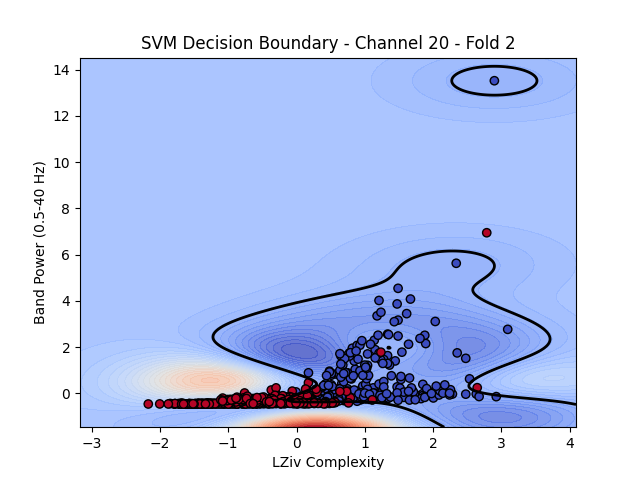 SVM Decision Boundary - Channel 20 - Fold 2
14
12
10
8
6
4
2
0
Band Power (0.5-40 Hz)
−3 −2 −1 0 1 2 3 4
LZiv Complexity